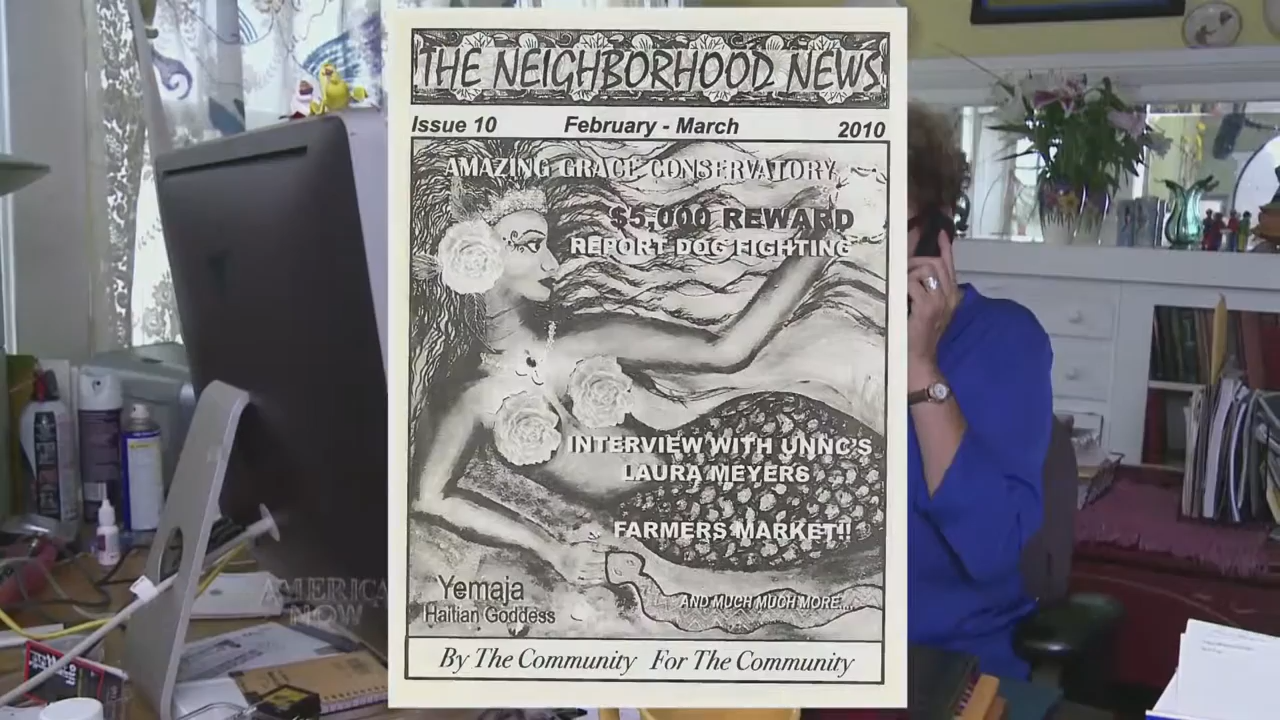 THE NEIGHBORHOOD NEWS
Issue 10 February - March 2010
AMAZING GRACE CONSERVATORY
$5,000 REWARD
REPORT DOG FIGHTING
INTERVIEW WITH UNNC'S
LAURA MEYERS
FARMERS MARKET!!
Yemaja
Haitian Goddess
AND MUCH MUCH MORE....
By The Community For The Community
AMERICA
NOW